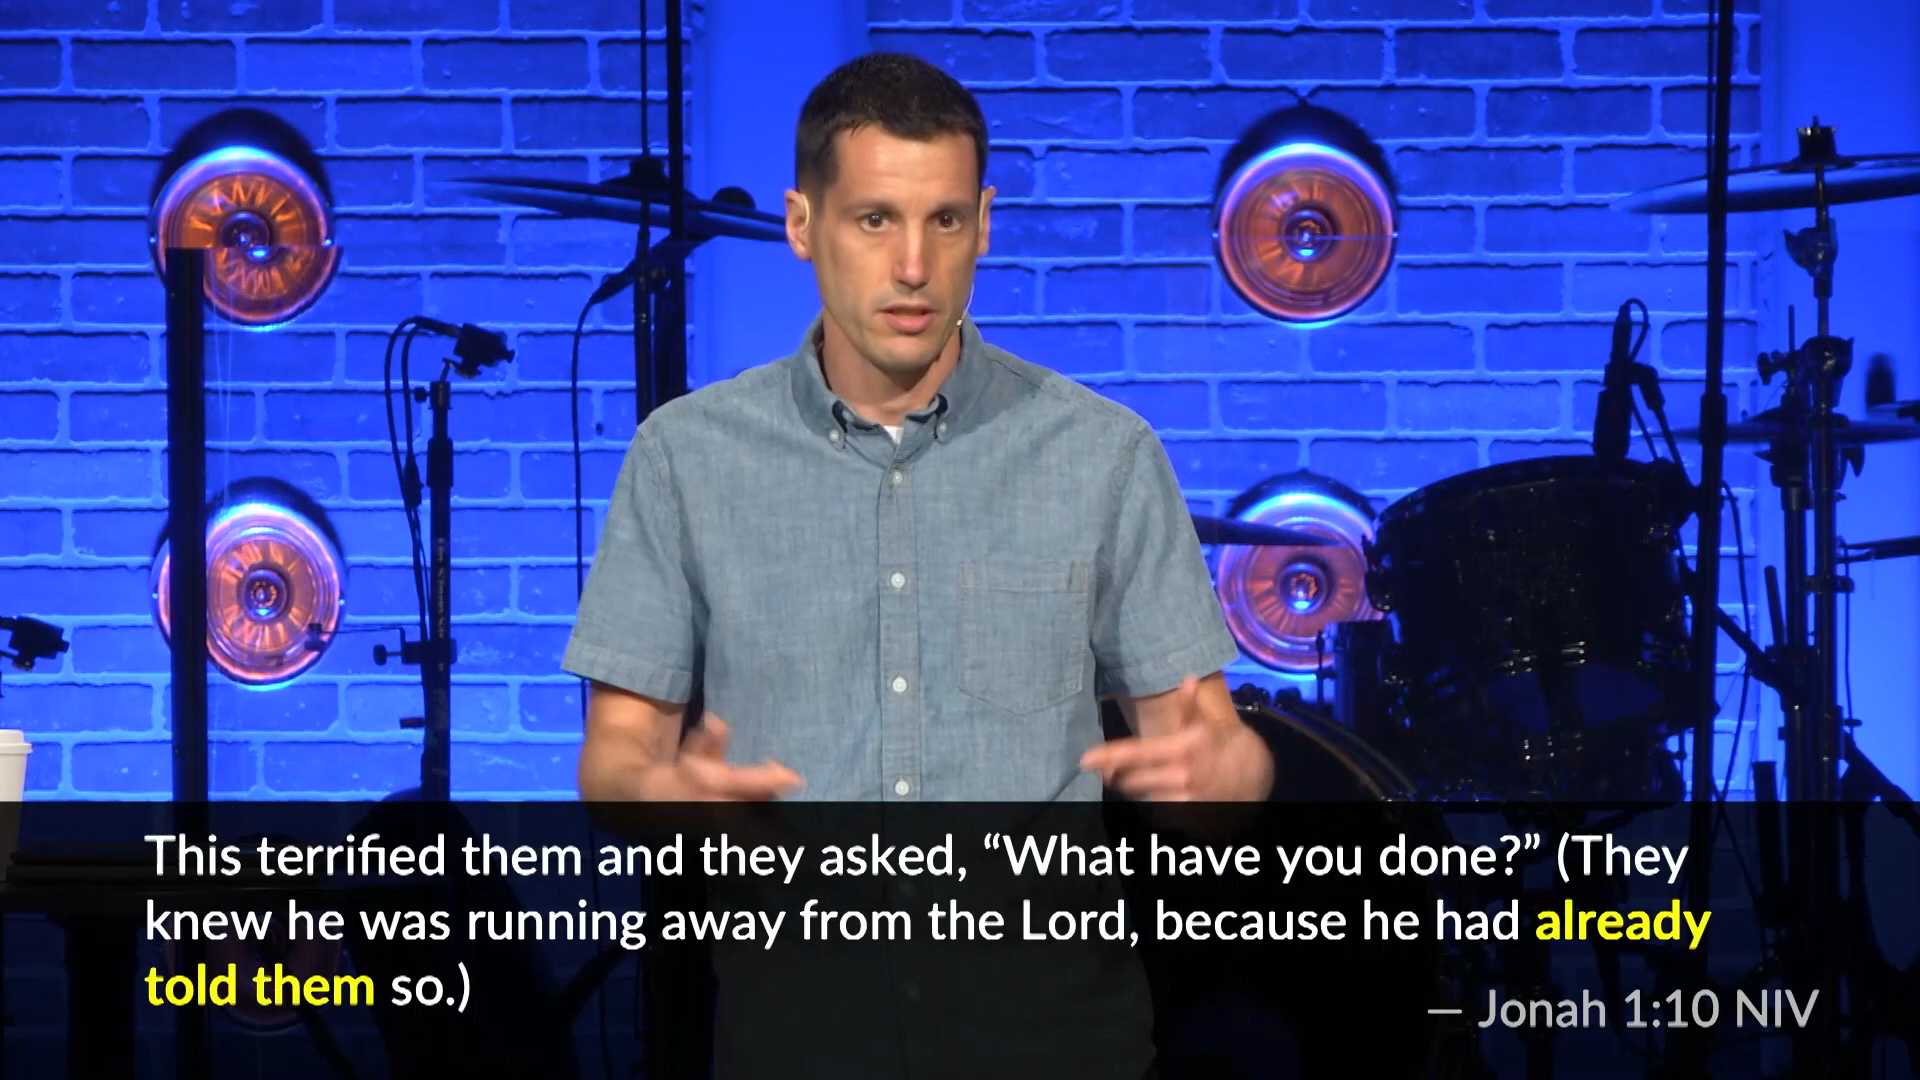 This terrified them and they asked, “What have you done?” (They
knew he was running away from the Lord, because he had already
told them so.)
— Jonah 1:10 NIV